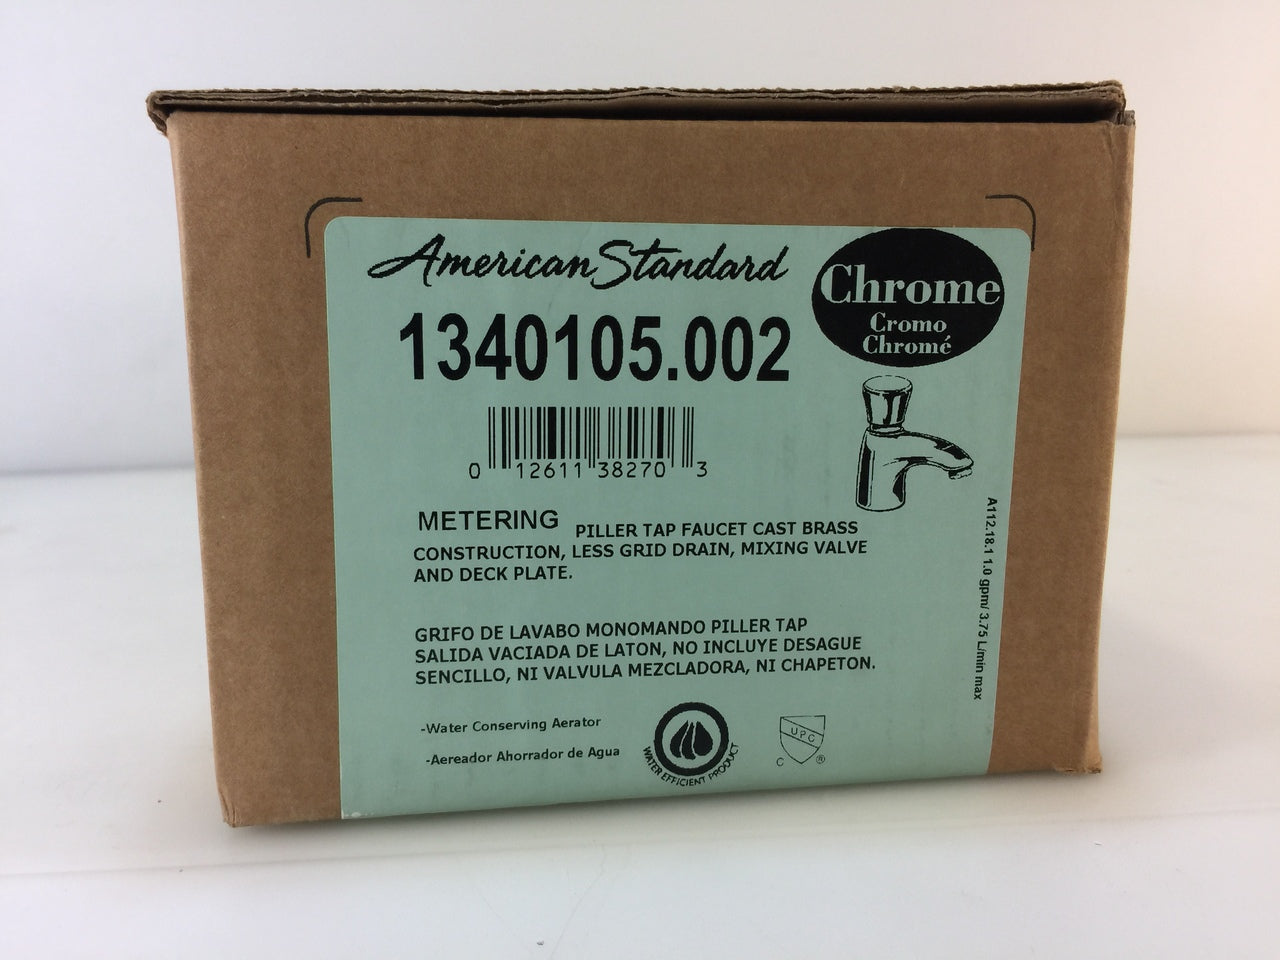 American Standard
Chrome
Cromo
Chromé
1340105.002
0 12611 38270 3
METERING PILLER TAP FAUCET CAST BRASS
CONSTRUCTION, LESS GRID DRAIN, MIXING VALVE
AND DECK PLATE.
A112.18.1 1.0 gpm/ 3.75 L/min max
GRIFO DE LAVABO MONOMANDO PILLER TAP
SALIDA VACIADA DE LATON, NO INCLUYE DESAGUE
SENCILLO, NI VALVULA MEZCLADORA, NI CHAPETON.
-Water Conserving Aerator
-Aereador Ahorrador de Agua
WATER EFFICIENT PRODUCT
UPC
C ®